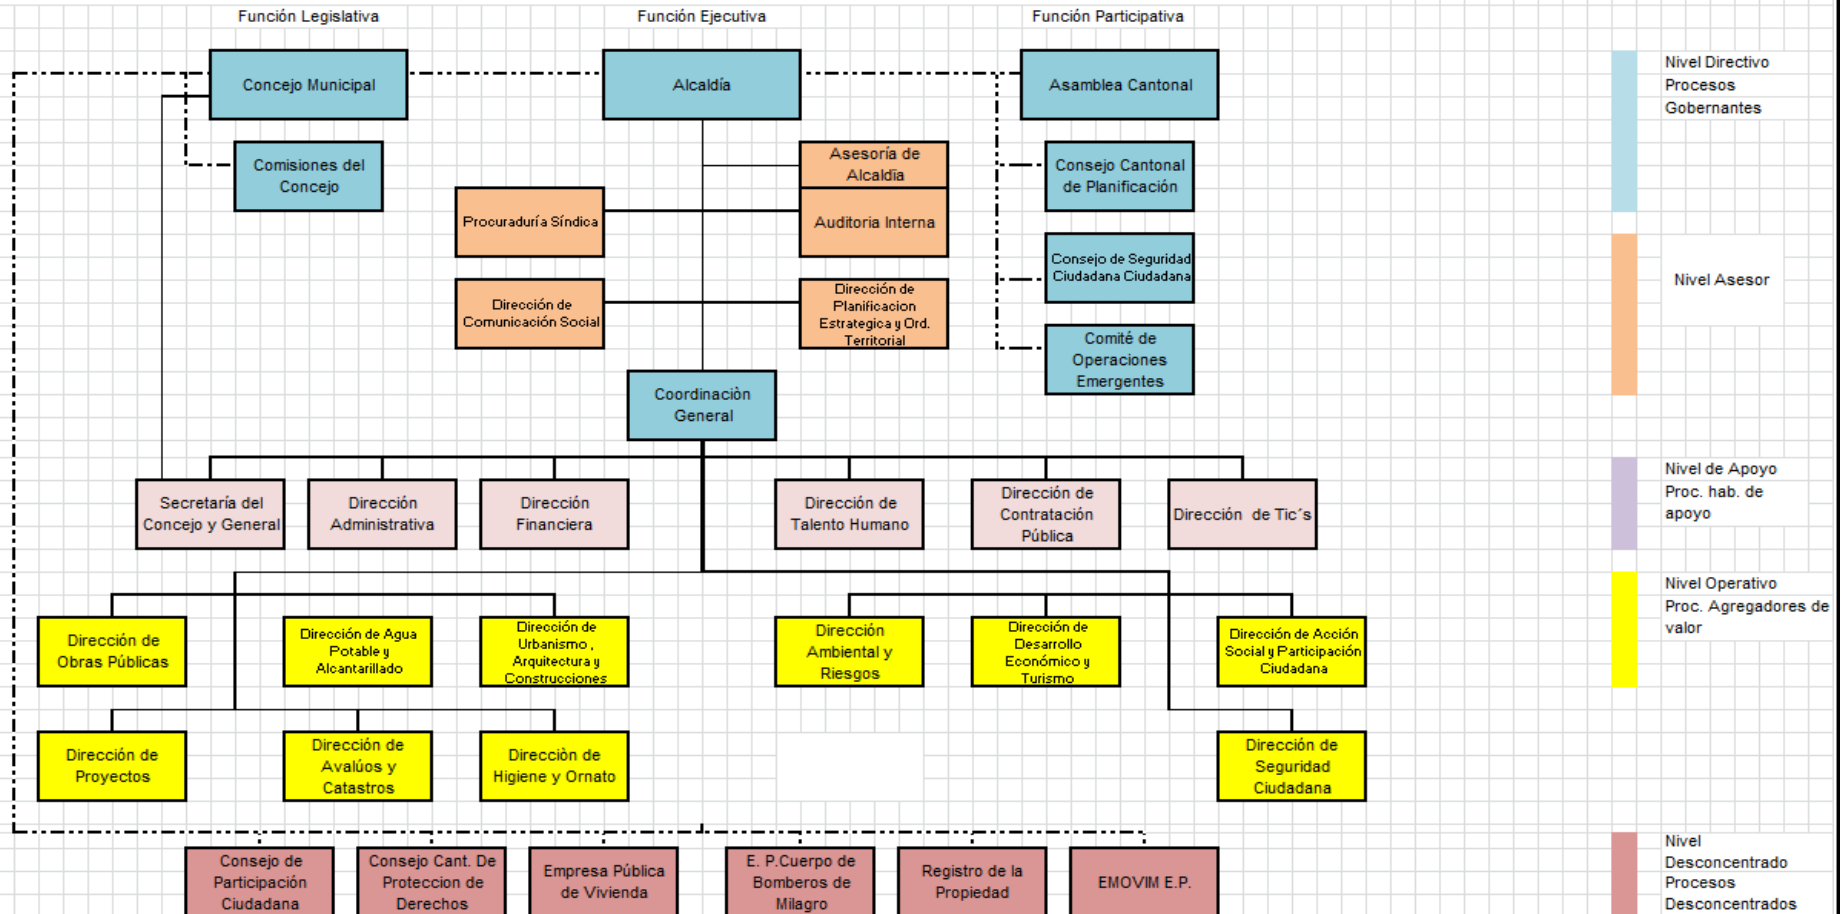 Función Legislativa
Función Ejecutiva
Función Participativa
Concejo Municipal
Alcaldía
Asamblea Cantonal
Nivel Directivo
Procesos
Gobernantes
Comisiones del
Concejo
Asesoría de
Alcaldia
Consejo Cantonal
de Planificación
Procuraduría Síndica
Auditoria Interna
Consejo de Seguridad
Ciudadana Ciudadana
Nivel Asesor
Dirección de
Comunicación Social
Dirección de
Planificacion
Estrategica y Ord.
Territorial
Comité de
Operaciones
Emergentes
Coordinaciòn
General
Secretaría del
Concejo y General
Dirección
Administrativa
Dirección
Financiera
Dirección de
Talento Humano
Dirección de
Contratación
Pública
Dirección de Tic´s
Nivel de Apoyo
Proc. hab. de
apoyo
Dirección de
Obras Públicas
Dirección de Agua
Potable y
Alcantarillado
Dirección de
Urbanismo ,
Arquitectura y
Construcciones
Dirección
Ambiental y
Riesgos
Dirección de
Desarrollo
Económico y
Turismo
Dirección de Acción
Social y Participación
Ciudadana
Nivel Operativo
Proc. Agregadores de
valor
Dirección de
Proyectos
Dirección de
Avalúos y
Catastros
Direcciòn de
Higiene y Ornato
Dirección de
Seguridad
Ciudadana
Consejo de
Participación
Ciudadana
Consejo Cant. De
Proteccion de
Derechos
Empresa Pública
de Vivienda
E. P.Cuerpo de
Bomberos de
Milagro
Registro de la
Propiedad
EMOVIM E.P.
Nivel
Desconcentrado
Procesos
Desconcentrados